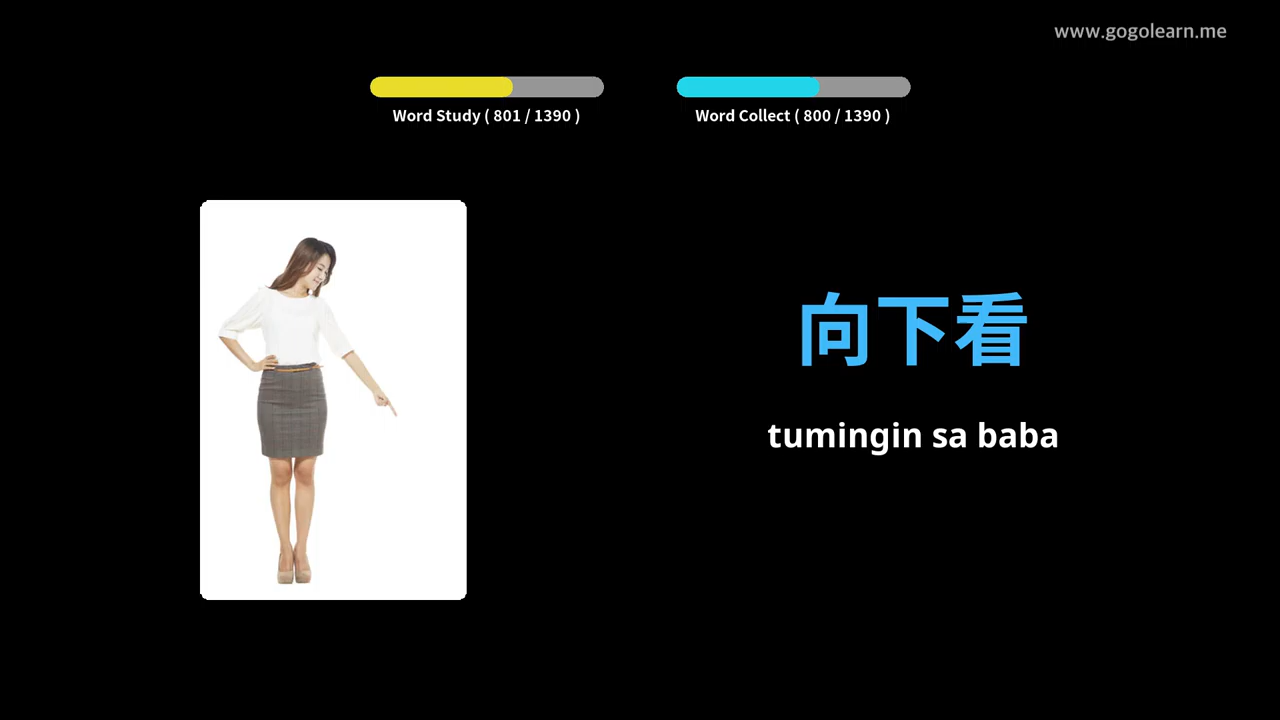 www.gogolearn.me
Word Study ( 801 / 1390 )
Word Collect ( 800 / 1390 )
向下看
tumingin sa baba